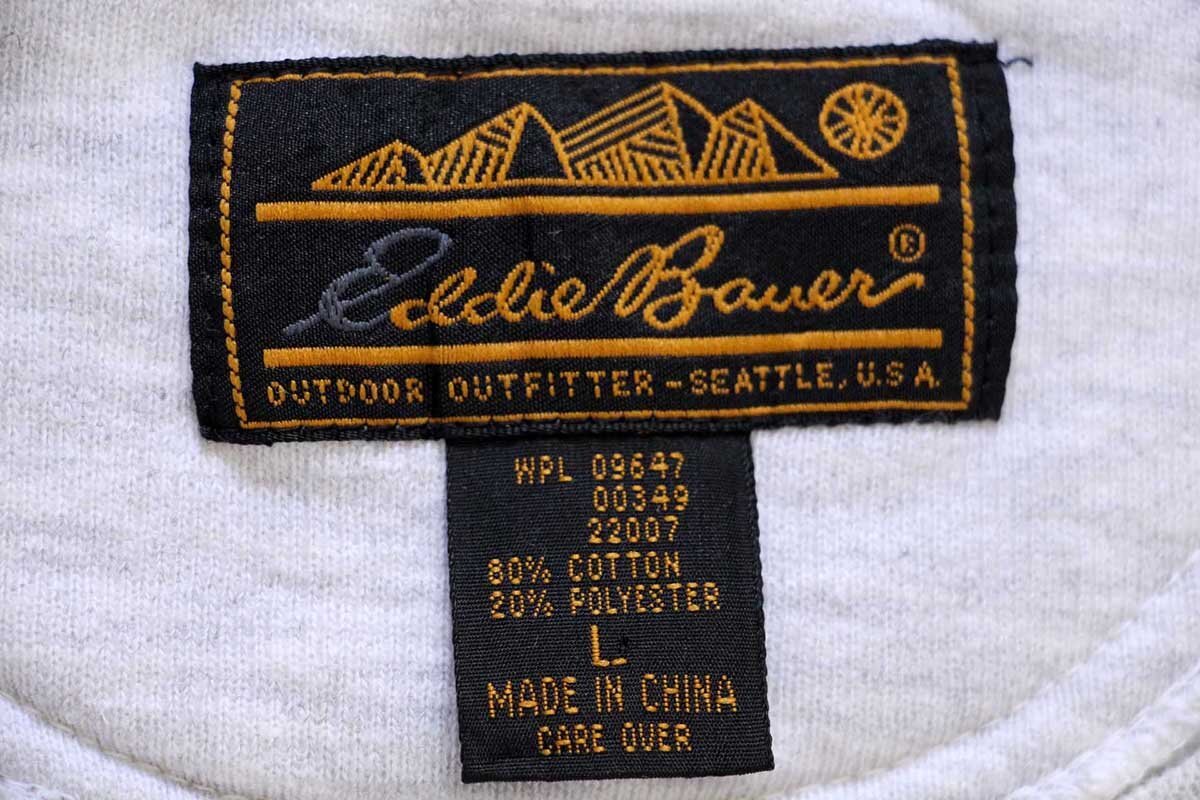 Eddie Bauer®
OUTDOOR OUTFITTER - SEATTLE, U.S.A.
WPL 09647
00349
22007
80% COTTON
20% POLYESTER
L
MADE IN CHINA
CARE OVER